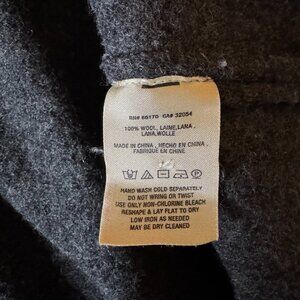 RN# 66170 CA# 32054
100% WOOL, LAINE, LANA,
LANA, WOLLE
MADE IN CHINA, HECHO EN CHINA,
FABRIQUE EN CHINE
HAND WASH COLD SEPARATELY
DO NOT WRING OR TWIST
USE ONLY NON-CHLORINE BLEACH
RESHAPE & LAY FLAT TO DRY
LOW IRON AS NEEDED
MAY BE DRY CLEANED